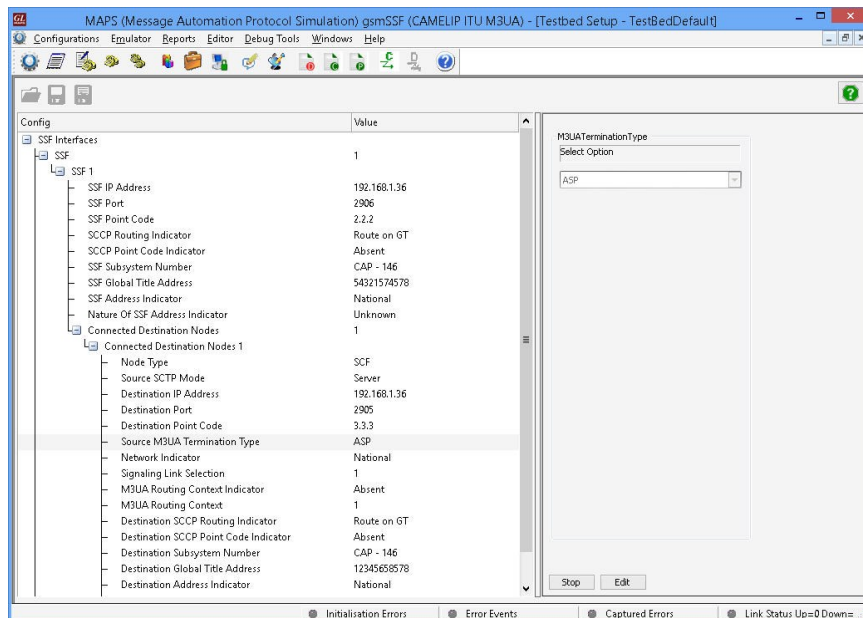 MAPS (Message Automation Protocol Simulation) gsmSSF (CAMELIP ITU M3UA) - [Testbed Setup - TestBedDefault]
Configurations Emulator Reports Editor Debug Tools Windows Help
Config Value
SSF Interfaces
SSF 1
SSF 1
SSF IP Address 192.168.1.36
SSF Port 2906
SSF Point Code 2.2.2
SCCP Routing Indicator Route on GT
SCCP Point Code Indicator Absent
SSF Subsystem Number CAP - 146
SSF Global Title Address 54321574578
SSF Address Indicator National
Nature Of SSF Address Indicator Unknown
Connected Destination Nodes 1
Connected Destination Nodes 1
Node Type SCF
Source SCTP Mode Server
Destination IP Address 192.168.1.36
Destination Port 2905
Destination Point Code 3.3.3
Source M3UA Termination Type ASP
Network Indicator National
Signaling Link Selection 1
M3UA Routing Context Indicator Absent
M3UA Routing Context 1
Destination SCCP Routing Indicator Route on GT
Destination SCCP Point Code Indicator Absent
Destination Subsystem Number CAP - 146
Destination Global Title Address 12345658578
Destination Address Indicator National
M3UATerminationType
Select Option
ASP
Stop Edit
Initialisation Errors Error Events Captured Errors Link Status Up=0 Down=